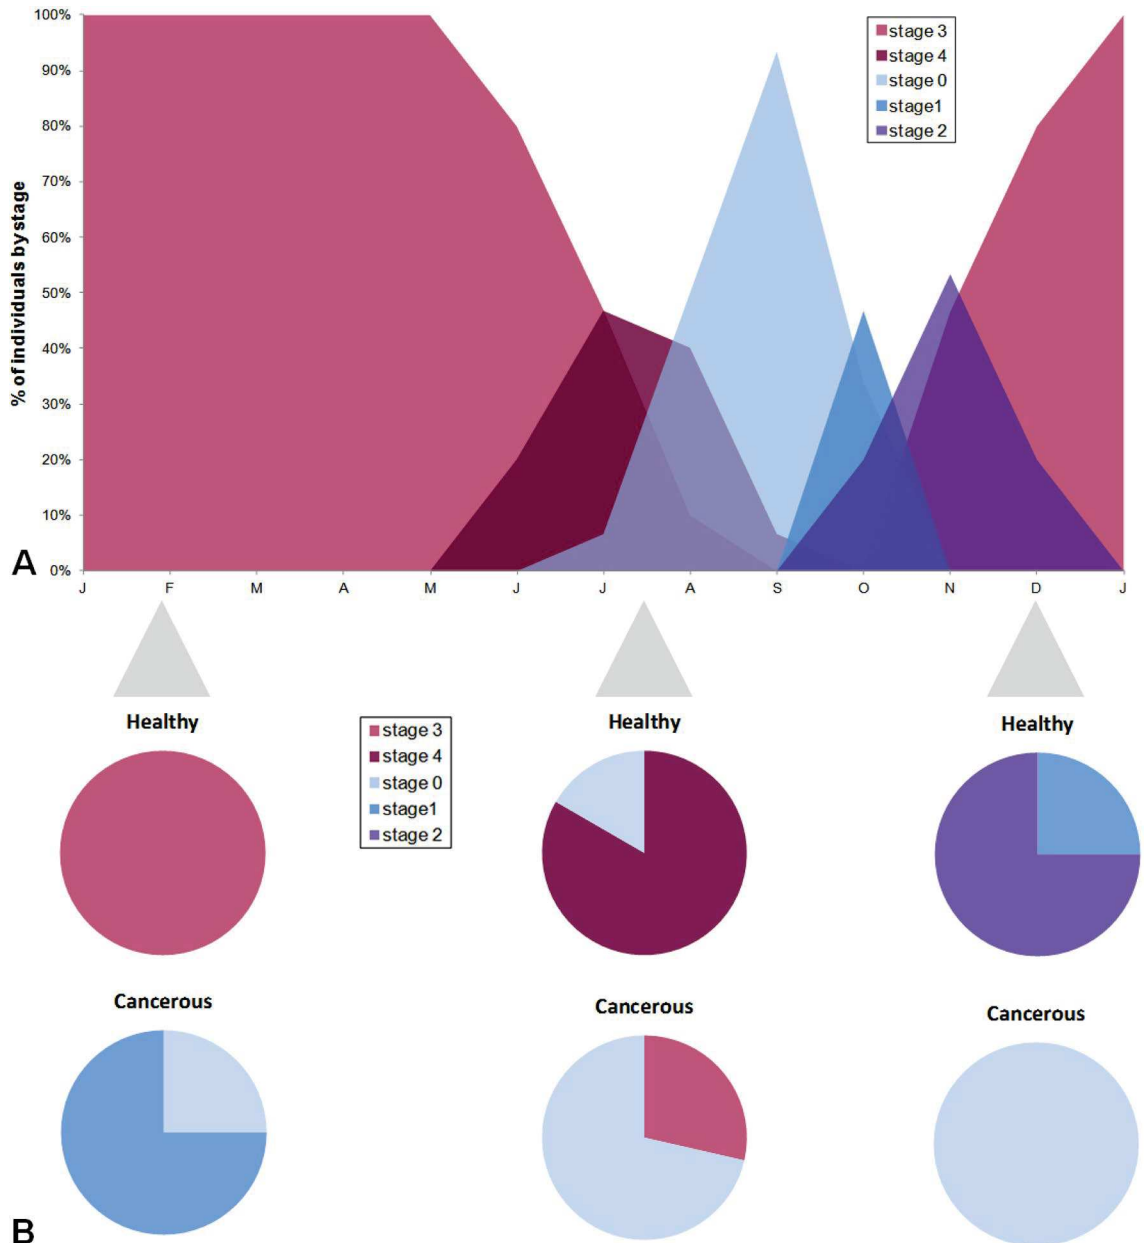 100%
90%
80%
70%
60%
50%
40%
30%
20%
10%
0%
% of individuals by stage
stage 3
stage 4
stage 0
stage1
stage 2
A
J F M A M J J A S O N D J
Healthy
Healthy
Healthy
stage 3
stage 4
stage 0
stage1
stage 2
Cancerous
Cancerous
Cancerous
B